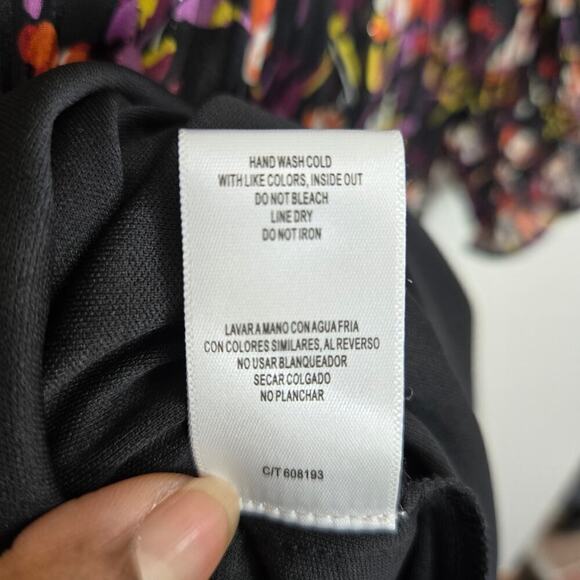 HAND WASH COLD
WITH LIKE COLORS, INSIDE OUT
DO NOT BLEACH
LINE DRY
DO NOT IRON
LAVAR A MANO CON AGUA FRIA
CON COLORES SIMILARES, AL REVERSO
NO USAR BLANQUEADOR
SECAR COLGADO
NO PLANCHAR
C/T 608193